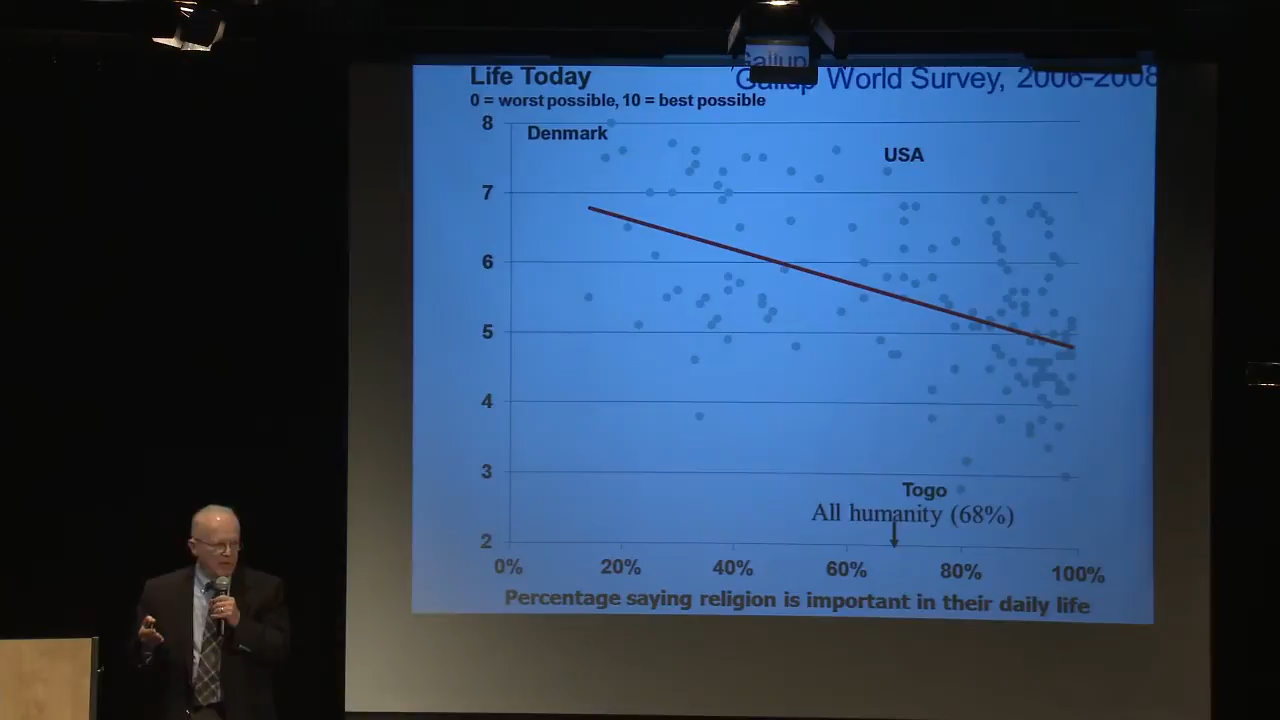 Life Today
Gallup
Gallup World Survey, 2006-2008
0 = worst possible, 10 = best possible
8
Denmark
USA
7
6
5
4
3
Togo
All humanity (68%)
2
0% 20% 40% 60% 80% 100%
Percentage saying religion is important in their daily life